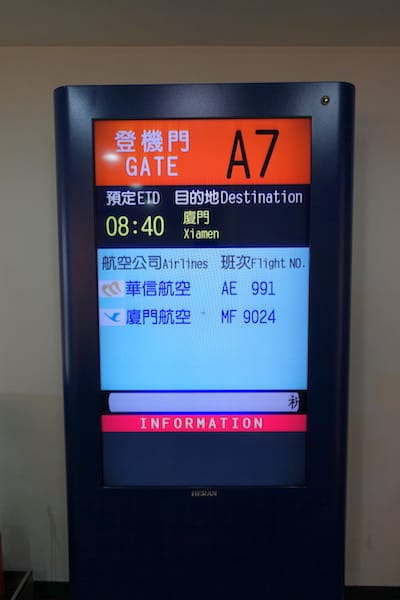 登機門 A7
GATE
預定ETD 目的地Destination
08:40 廈門
Xiamen
航空公司Airlines 班次Flight NO.
華信航空 AE 991
廈門航空 MF 9024
INFORMATION
HERAN